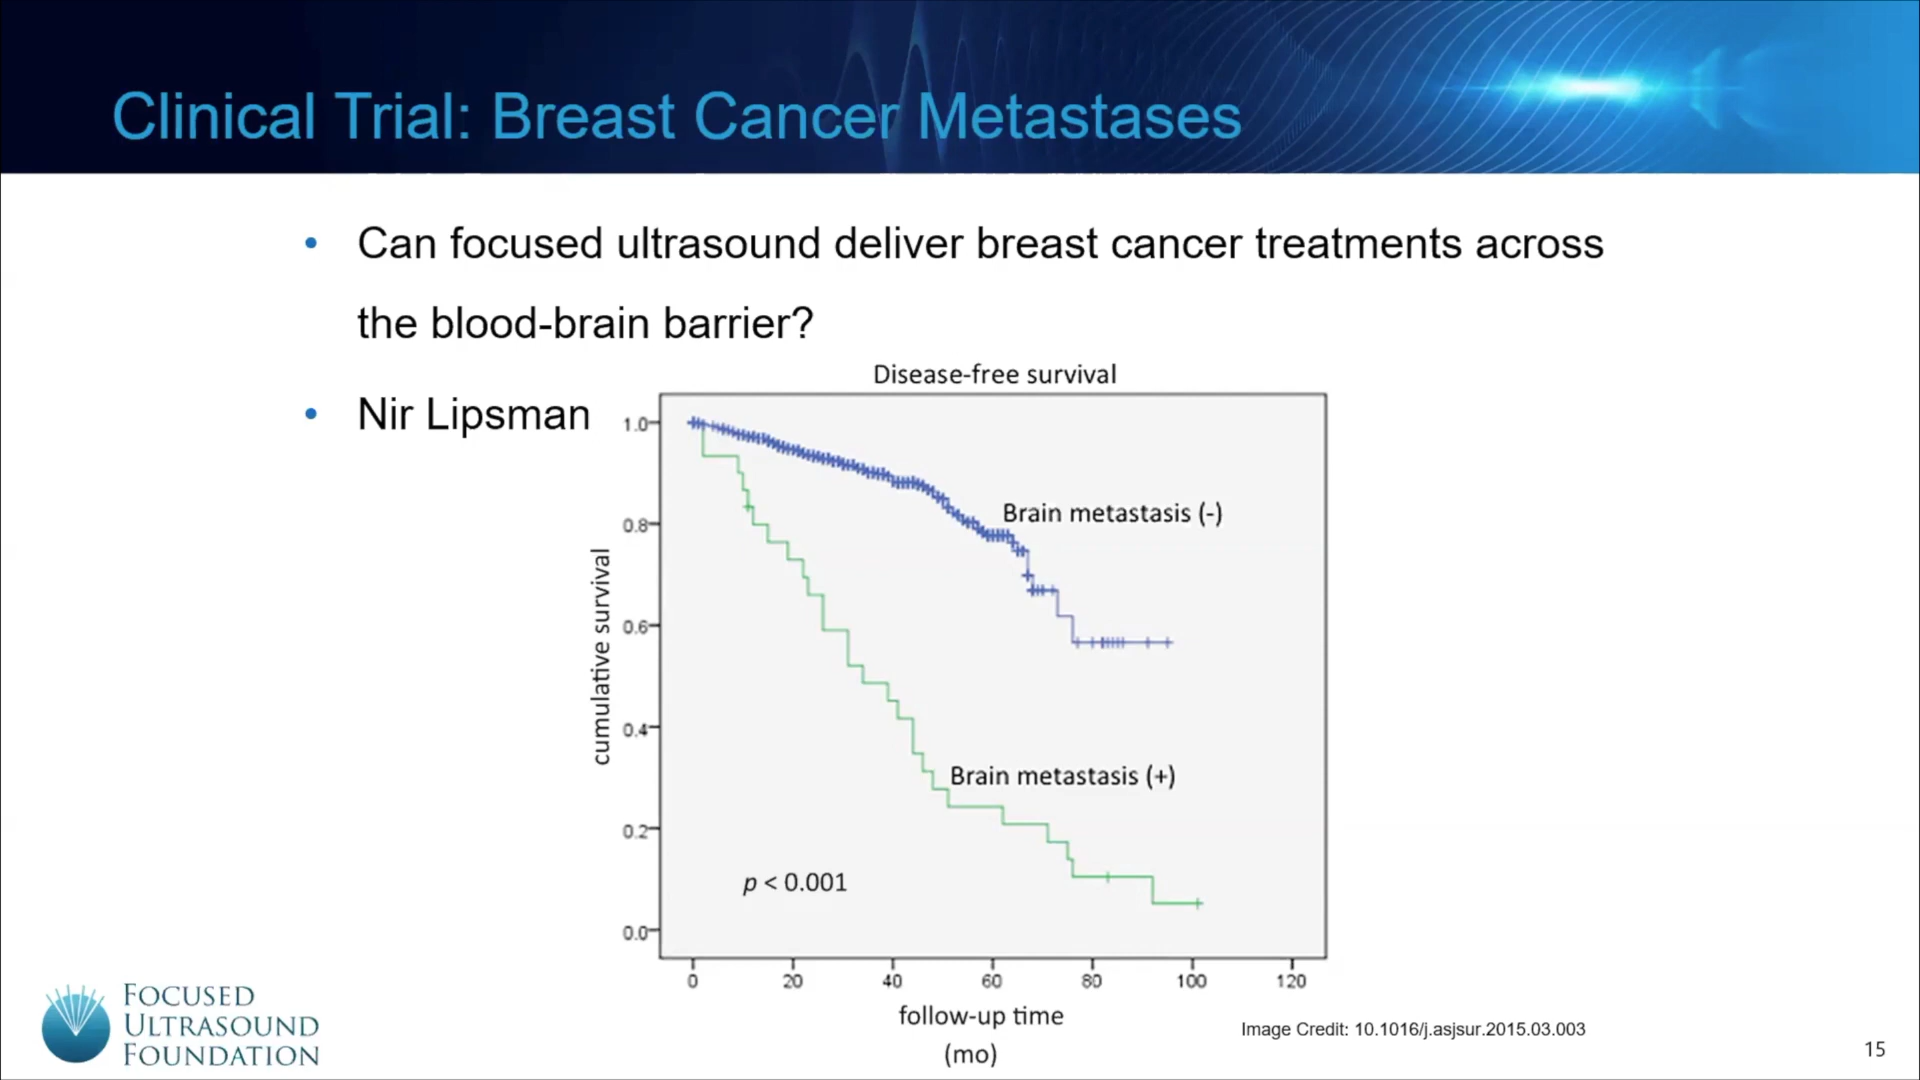 Clinical Trial: Breast Cancer Metastases
• Can focused ultrasound deliver breast cancer treatments across
the blood-brain barrier?
• Nir Lipsman
Disease-free survival
1.0
0.8
0.6
0.4
0.2
0.0
cumulative survival
Brain metastasis (-)
Brain metastasis (+)
p < 0.001
0 20 40 60 80 100 120
follow-up time
(mo)
Image Credit: 10.1016/j.asjsur.2015.03.003
FOCUSED
ULTRASOUND
FOUNDATION
15